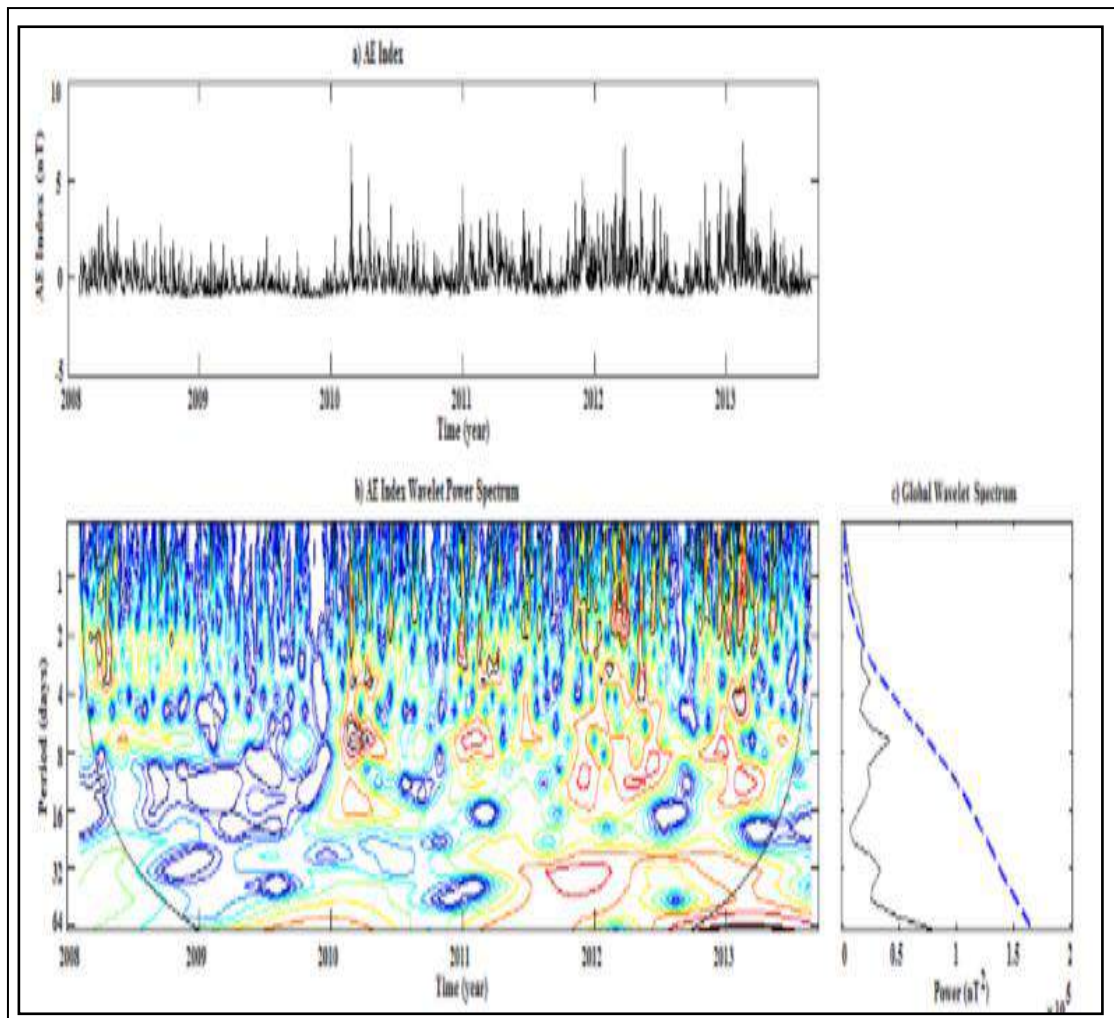 a) AE Index
10
5
0
-5
AE Index (nT)
2008 2009 2010 2011 2012 2013
Time (year)
b) AE Index Wavelet Power Spectrum
1
2
4
8
16
32
64
Period (days)
2008 2009 2010 2011 2012 2013
Time (year)
c) Global Wavelet Spectrum
0 0.5 1 1.5 2
Power (nT²)